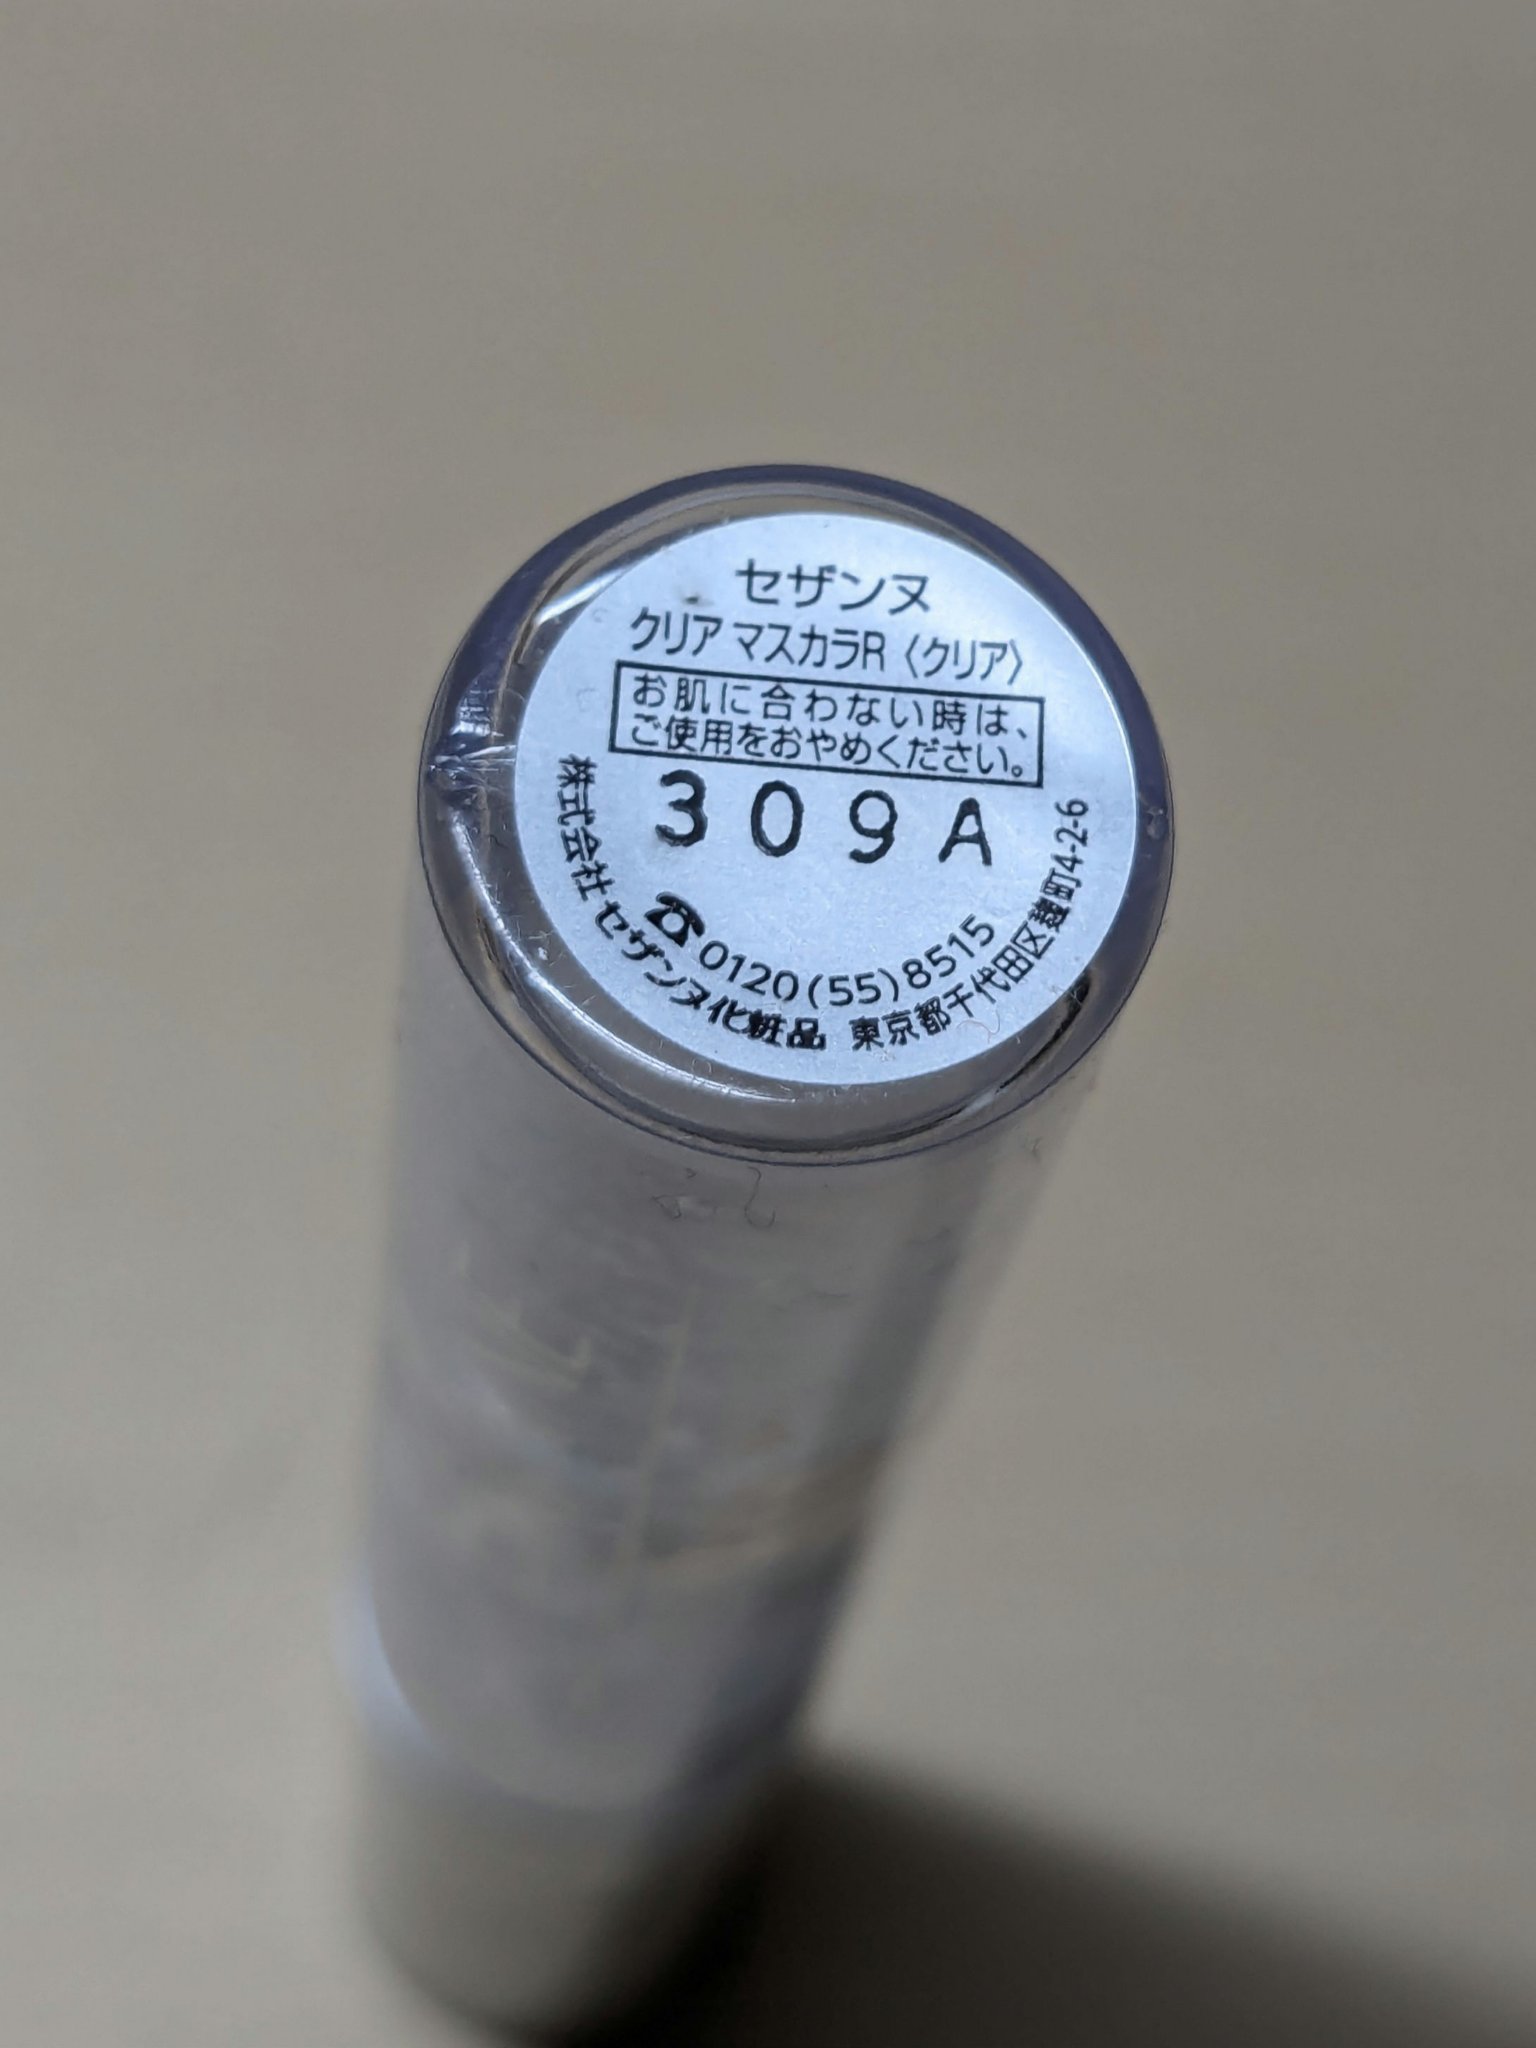 セザンヌ
クリア マスカラR〈クリア〉
お肌に合わない時は、
ご使用をおやめください。
309A
☎0120(55)8515
株式会社セザンヌ化粧品 東京都千代田区麹町4-2-6